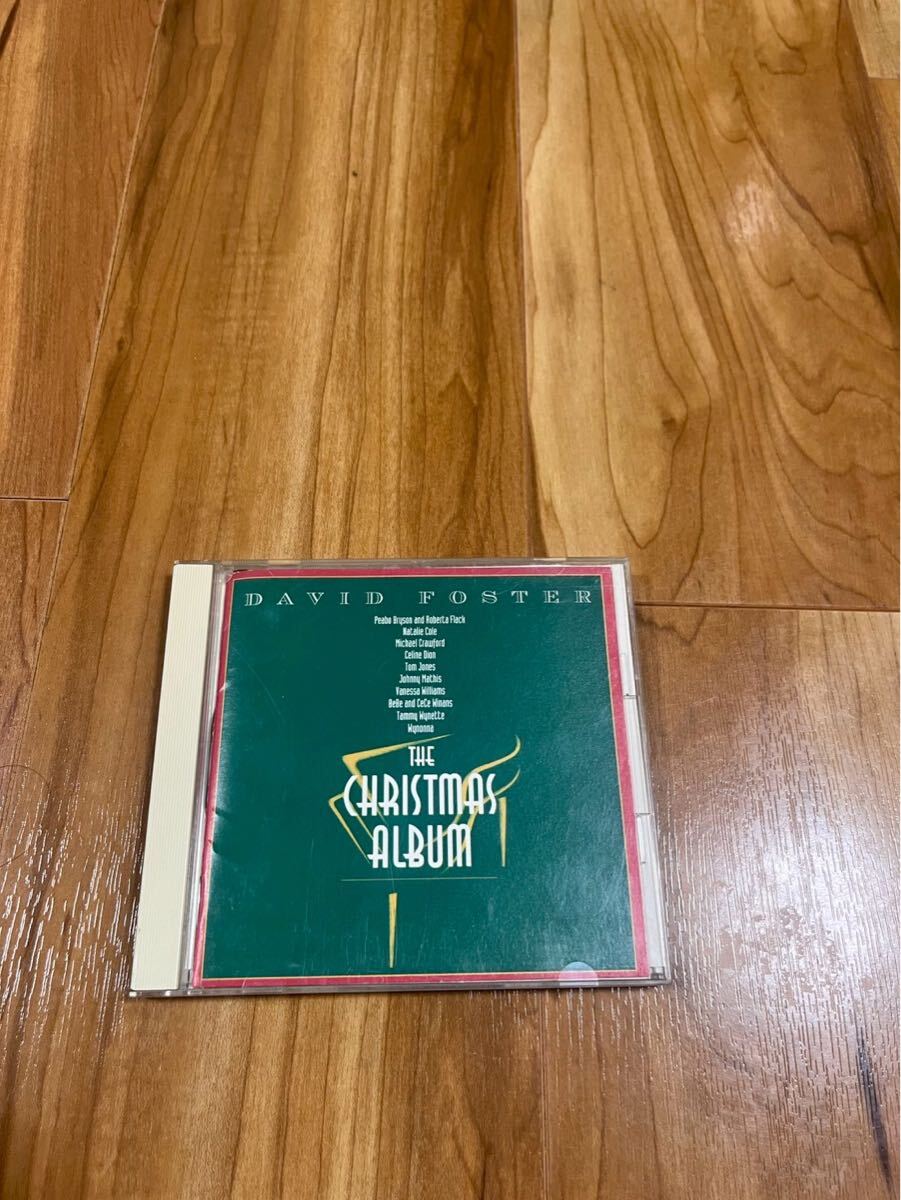 DAVID FOSTER
Peabo Bryson and Roberta Flack
Natalie Cole
Michael Crawford
Celine Dion
Tom Jones
Johnny Mathis
Vanessa Williams
BeBe and CeCe Winans
Tammy Wynette
Wynonna
THE
CHRISTMAS
ALBUM